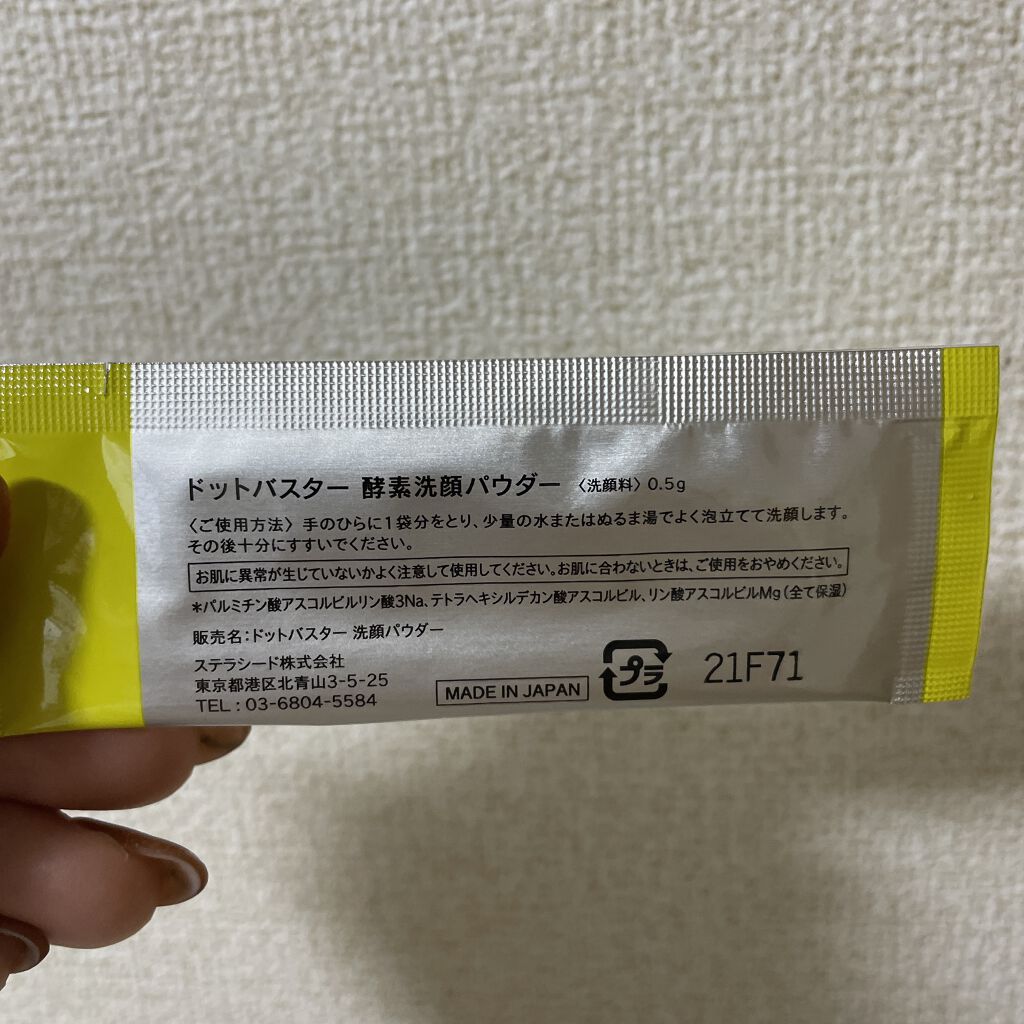 ドットバスター 酵素洗顔パウダー 〈洗顔料〉 0.5g
〈ご使用方法〉 手のひらに1袋分をとり、少量の水またはぬるま湯でよく泡立てて洗顔します。
その後十分にすすいでください。
お肌に異常が生じていないかよく注意して使用してください。お肌に合わないときは、ご使用をおやめください。
*パルミチン酸アスコルビルリン酸3Na、テトラヘキシルデカン酸アスコルビル、リン酸アスコルビルMg（全て保湿）
販売名：ドットバスター 洗顔パウダー
ステラシード株式会社
東京都港区北青山3-5-25
TEL : 03-6804-5584
MADE IN JAPAN
プラ
21F71